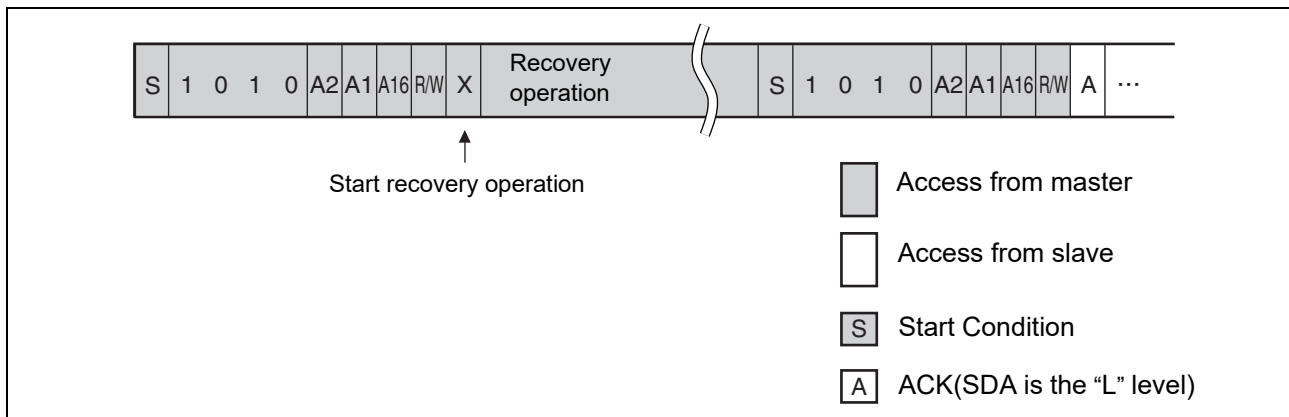 S 1 0 1 0 A2 A1 A16 R/W X Recovery operation S 1 0 1 0 A2 A1 A16 R/W A ...
Start recovery operation
Access from master
Access from slave
S Start Condition
A ACK(SDA is the “L” level)